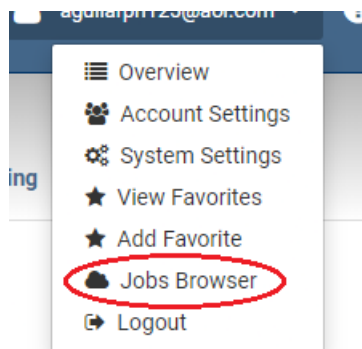 Overview
Account Settings
System Settings
ing
View Favorites
Add Favorite
Jobs Browser
Logout